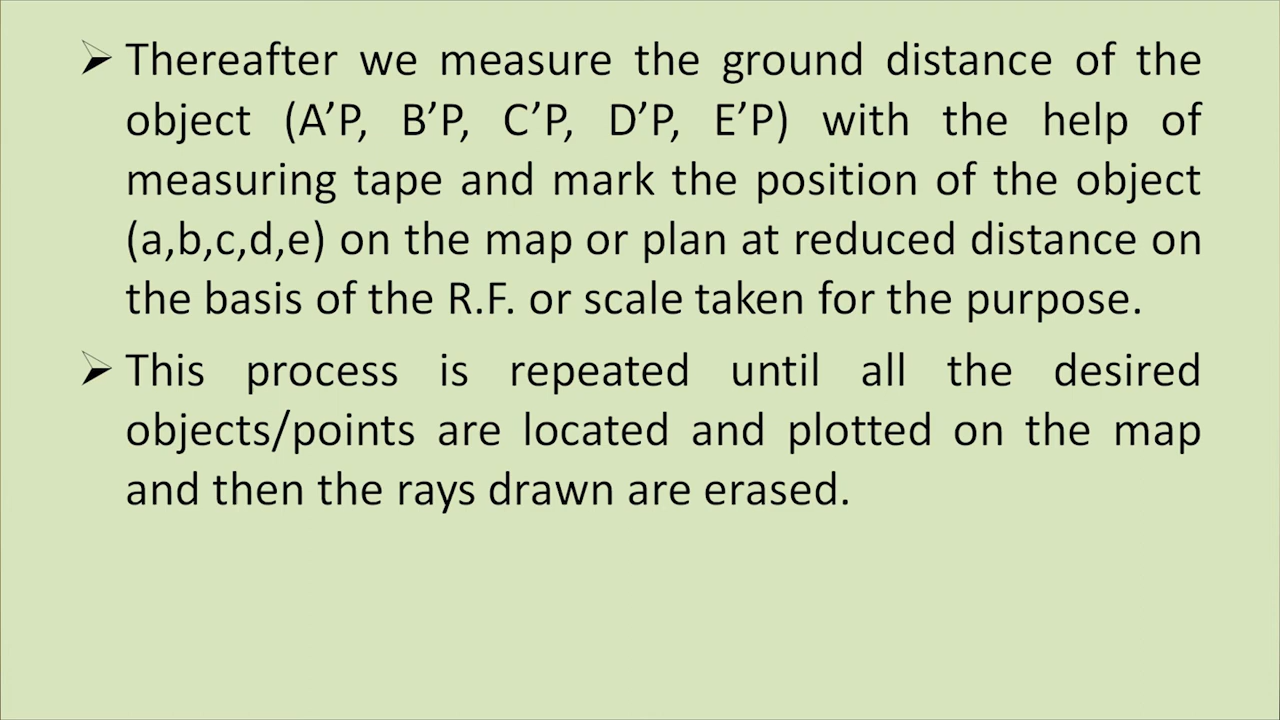 ➢ Thereafter we measure the ground distance of the
object (A’P, B’P, C’P, D’P, E’P) with the help of
measuring tape and mark the position of the object
(a,b,c,d,e) on the map or plan at reduced distance on
the basis of the R.F. or scale taken for the purpose.
➢ This process is repeated until all the desired
objects/points are located and plotted on the map
and then the rays drawn are erased.